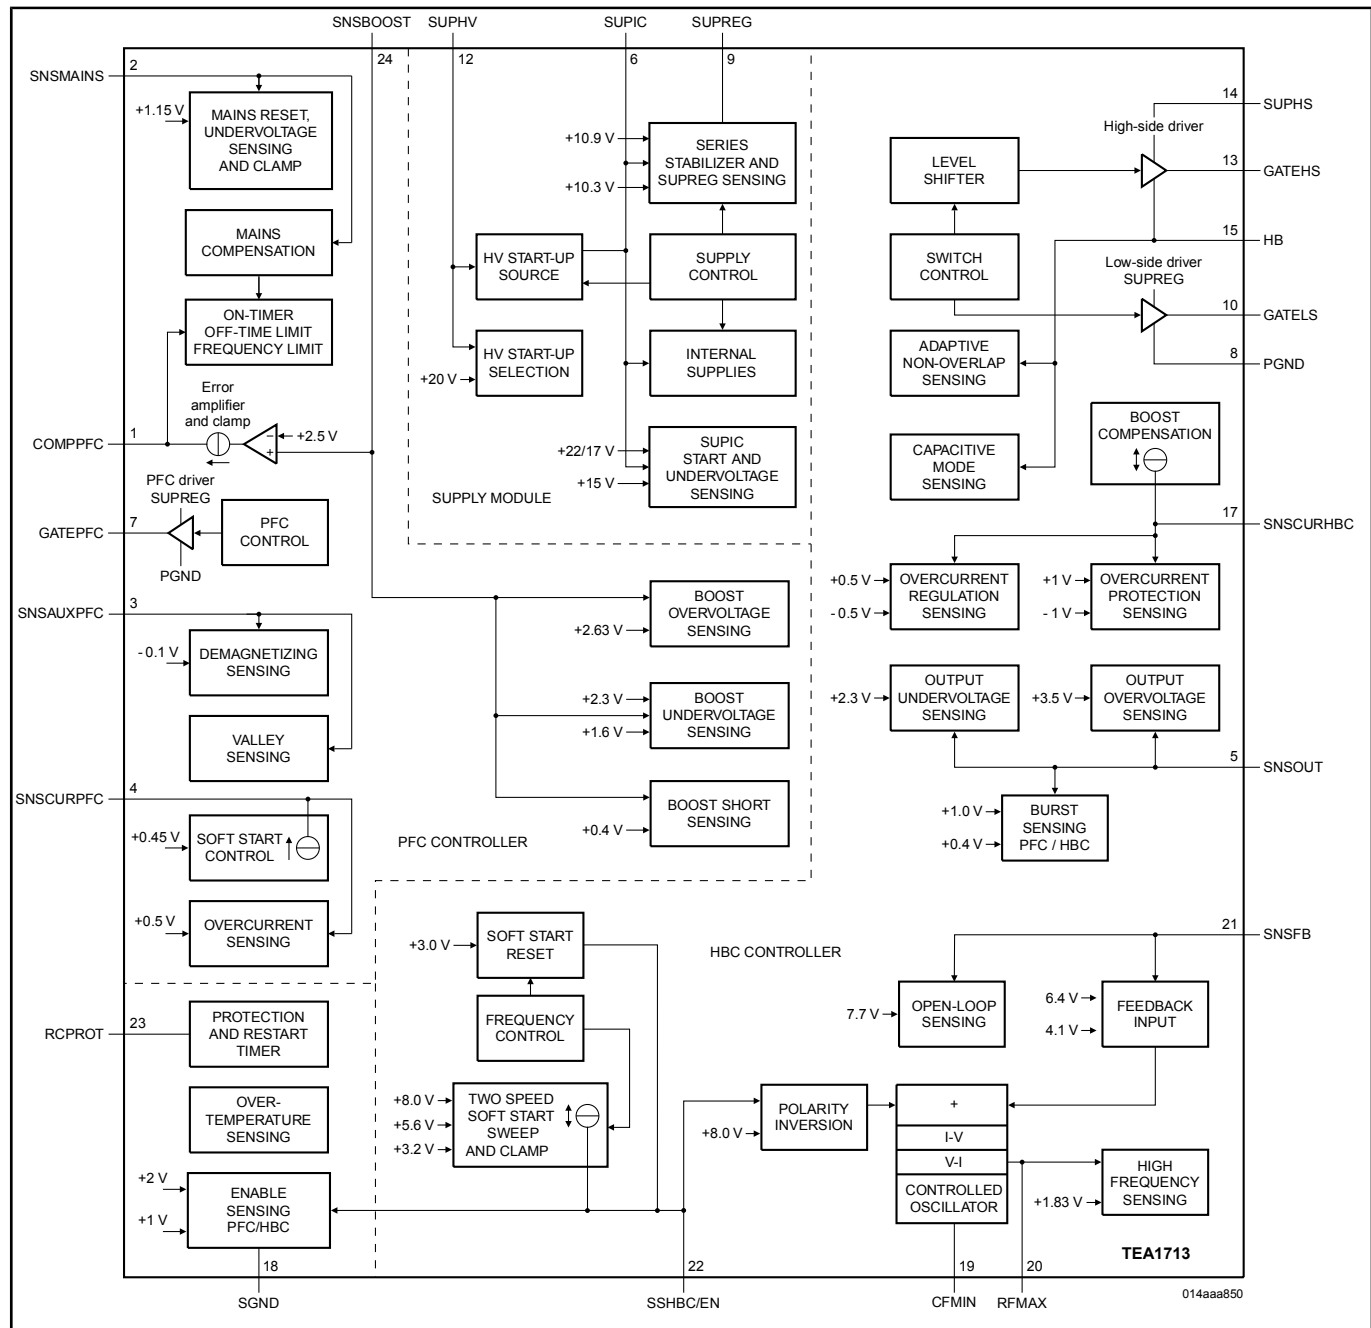 SNSBOOST
SUPHV
SUPIC
SUPREG
24
12
6
9
SNSMAINS
2
+1.15 V
MAINS RESET,
UNDERVOLTAGE
SENSING
AND CLAMP
MAINS
COMPENSATION
ON-TIMER
OFF-TIME LIMIT
FREQUENCY LIMIT
Error
amplifier
and clamp
COMPPFC
1
−
+
+2.5 V
PFC driver
SUPREG
GATEPFC
7
PFC
CONTROL
PGND
SNSAUXPFC
3
- 0.1 V
DEMAGNETIZING
SENSING
VALLEY
SENSING
SNSCURPFC
4
+0.45 V
SOFT START
CONTROL
+0.5 V
OVERCURRENT
SENSING
RCPROT
23
PROTECTION
AND RESTART
TIMER
OVER-
TEMPERATURE
SENSING
+2 V
+1 V
ENABLE
SENSING
PFC/HBC
18
SGND
+10.9 V
+10.3 V
SERIES
STABILIZER AND
SUPREG SENSING
HV START-UP
SOURCE
SUPPLY
CONTROL
HV START-UP
SELECTION
+20 V
INTERNAL
SUPPLIES
+22/17 V
+15 V
SUPIC
START AND
UNDERVOLTAGE
SENSING
SUPPLY MODULE
BOOST
OVERVOLTAGE
SENSING
+2.63 V
+2.3 V
+1.6 V
BOOST
UNDERVOLTAGE
SENSING
BOOST SHORT
SENSING
+0.4 V
PFC CONTROLLER
+3.0 V
SOFT START
RESET
FREQUENCY
CONTROL
+8.0 V
+5.6 V
+3.2 V
TWO SPEED
SOFT START
SWEEP
AND CLAMP
HBC CONTROLLER
22
SSHBC/EN
14
SUPHS
High-side driver
LEVEL
SHIFTER
13
GATEHS
15
HB
SWITCH
CONTROL
Low-side driver
SUPREG
10
GATELS
8
PGND
ADAPTIVE
NON-OVERLAP
SENSING
CAPACITIVE
MODE
SENSING
BOOST
COMPENSATION
17
SNSCURHBC
+0.5 V
- 0.5 V
OVERCURRENT
REGULATION
SENSING
+1 V
- 1 V
OVERCURRENT
PROTECTION
SENSING
+2.3 V
OUTPUT
UNDERVOLTAGE
SENSING
+3.5 V
OUTPUT
OVERVOLTAGE
SENSING
5
SNSOUT
+1.0 V
+0.4 V
BURST
SENSING
PFC / HBC
21
SNSFB
7.7 V
OPEN-LOOP
SENSING
6.4 V
4.1 V
FEEDBACK
INPUT
+8.0 V
POLARITY
INVERSION
+
I-V
V-I
CONTROLLED
OSCILLATOR
+1.83 V
HIGH
FREQUENCY
SENSING
TEA1713
19
20
CFMIN
RFMAX
014aaa850